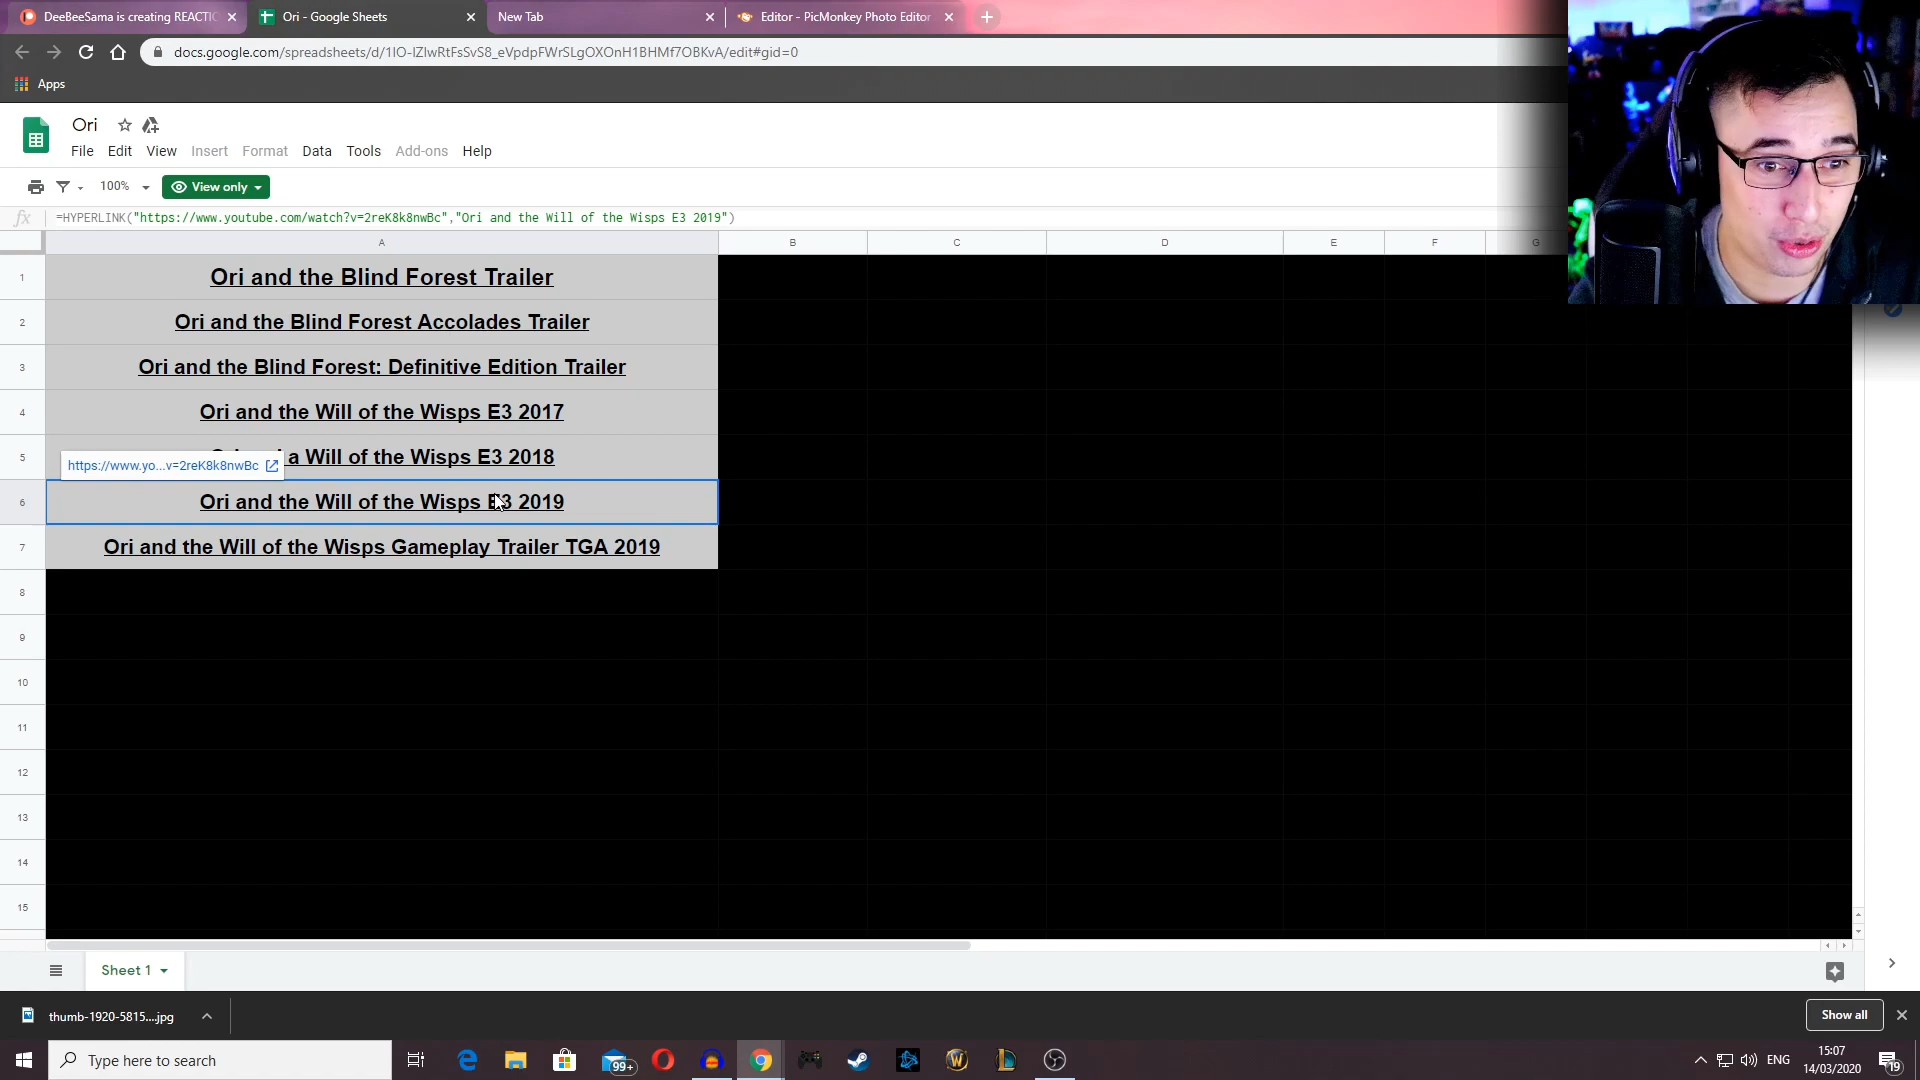 DeeBeeSama is creating REACTIC
Ori - Google Sheets
New Tab
Editor - PicMonkey Photo Editor
docs.google.com/spreadsheets/d/1IO-IZlwRtFsSvS8_eVpdpFWrSLgOXOnH1BHMf7OBKvA/edit#gid=0
Apps
Ori
File Edit View Insert Format Data Tools Add-ons Help
100% View only
fx =HYPERLINK("https://www.youtube.com/watch?v=2reK8k8nwBc","Ori and the Will of the Wisps E3 2019")
A B C D E F G
1 Ori and the Blind Forest Trailer
2 Ori and the Blind Forest Accolades Trailer
3 Ori and the Blind Forest: Definitive Edition Trailer
4 Ori and the Will of the Wisps E3 2017
5 a Will of the Wisps E3 2018
https://www.yo...v=2reK8k8nwBc
6 Ori and the Will of the Wisps E3 2019
7 Ori and the Will of the Wisps Gameplay Trailer TGA 2019
8
9
10
11
12
13
14
15
Sheet 1
thumb-1920-5815....jpg
Show all
Type here to search
99+
ENG
15:07
14/03/2020
19